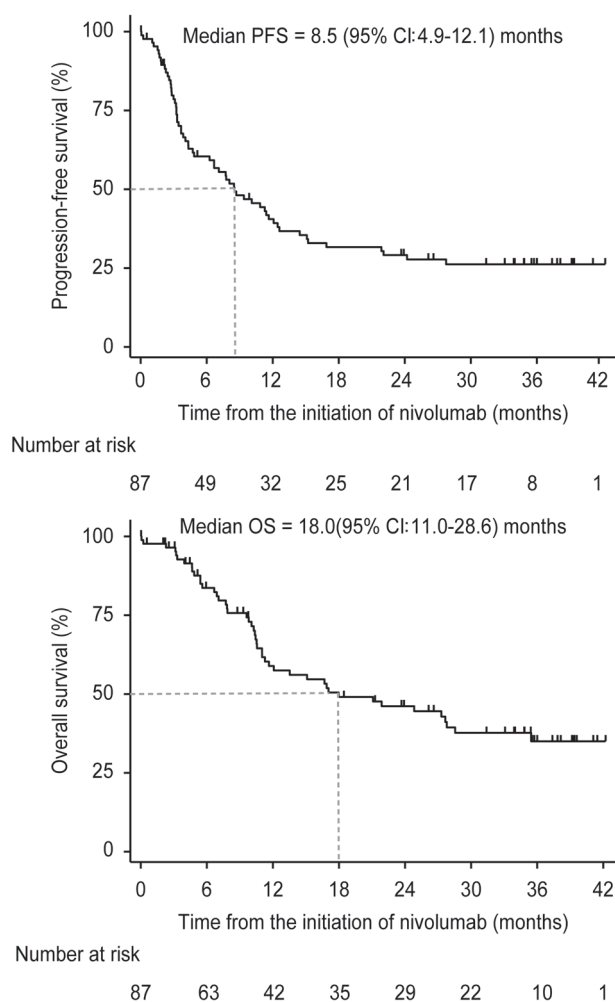 Median PFS = 8.5 (95% CI:4.9-12.1) months
Progression-free survival (%)
100
75
50
25
0
0 6 12 18 24 30 36 42
Time from the initiation of nivolumab (months)
Number at risk
87 49 32 25 21 17 8 1
Median OS = 18.0(95% CI:11.0-28.6) months
Overall survival (%)
100
75
50
25
0
0 6 12 18 24 30 36 42
Time from the initiation of nivolumab (months)
Number at risk
87 63 42 35 29 22 10 1